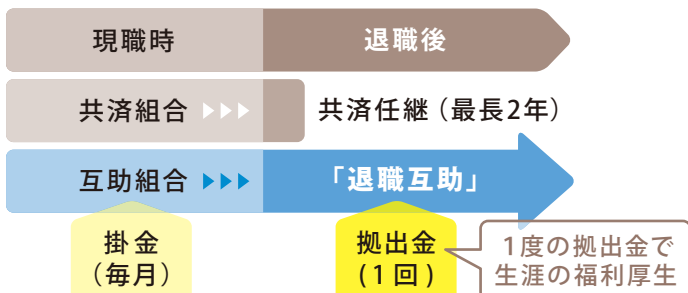 現職時 退職後
共済組合 共済任継（最長2年）
互助組合 「退職互助」
掛金
（毎月）
拠出金
(1回)
1度の拠出金で
生涯の福利厚生